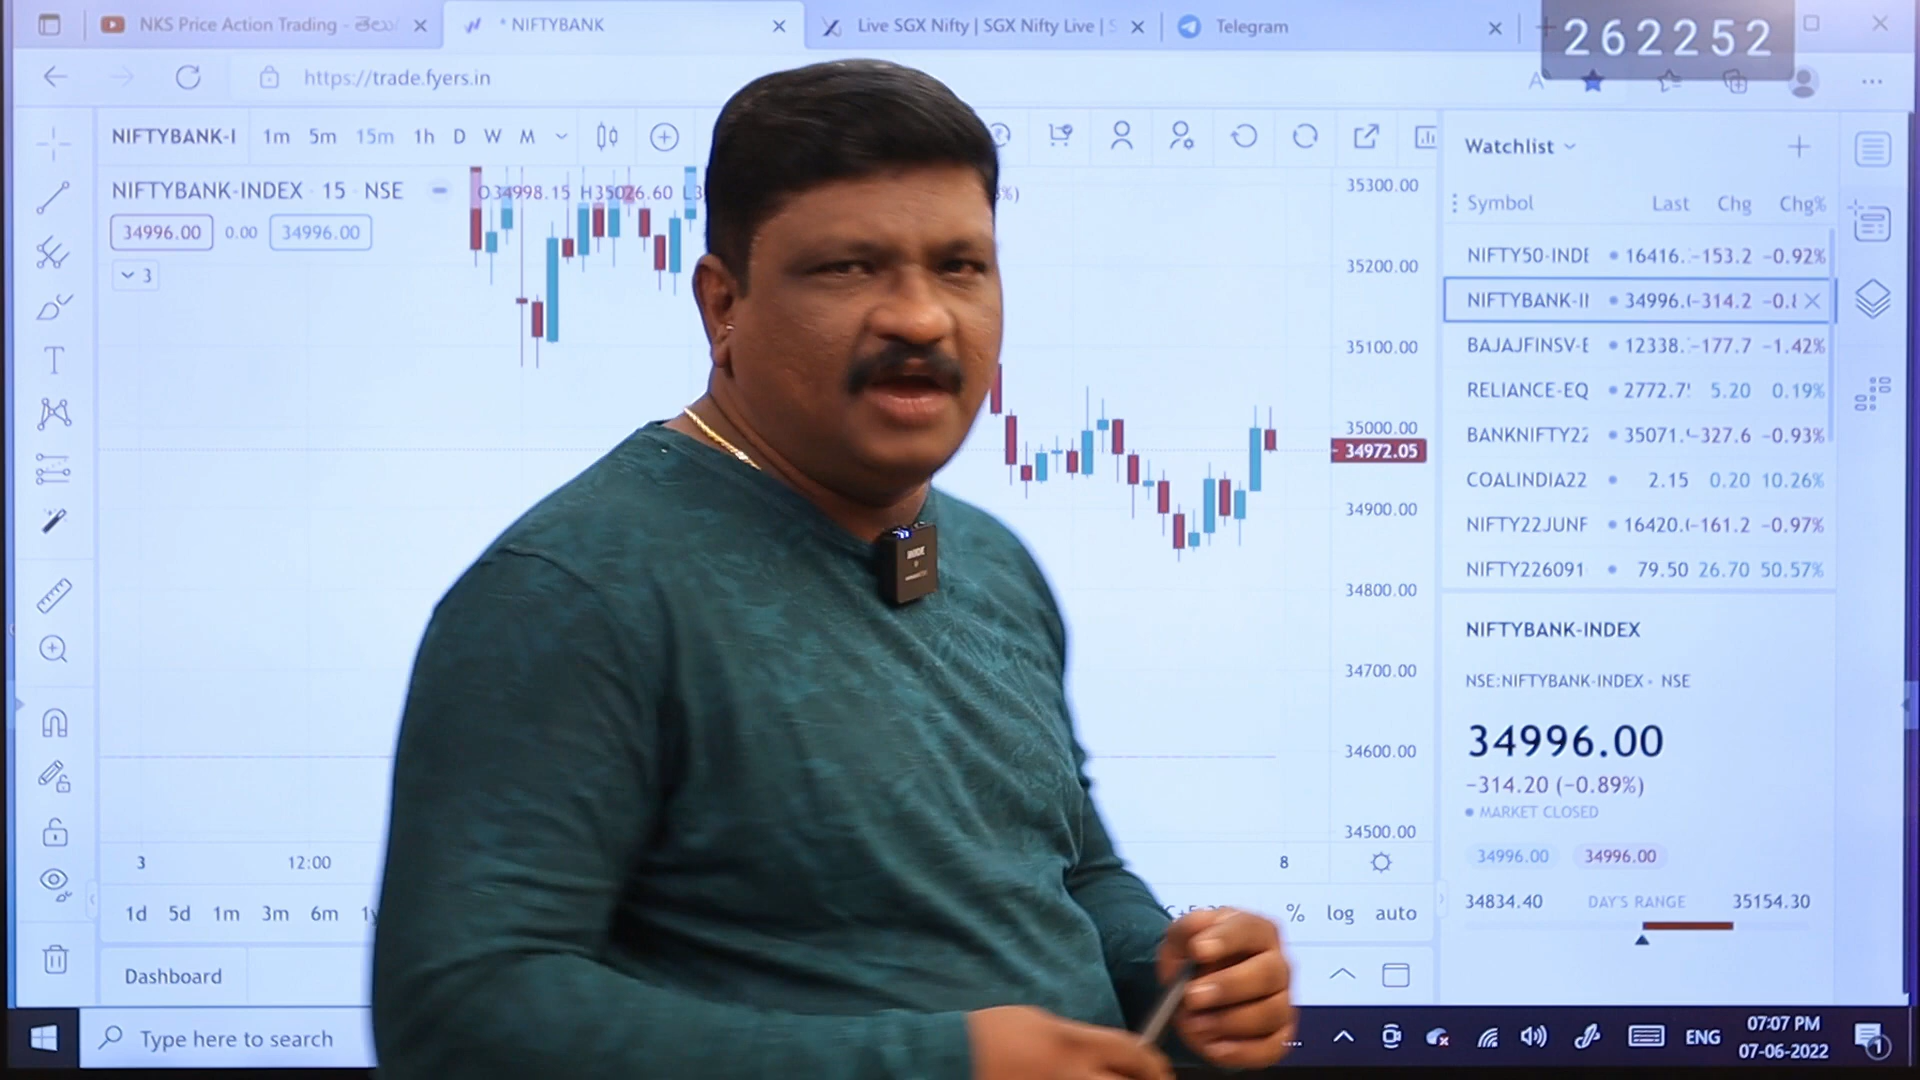 NKS Price Action Trading - తెలు
* NIFTYBANK
Live SGX Nifty | SGX Nifty Live | S
Telegram
262252
https://trade.fyers.in
NIFTYBANK-I 1m 5m 15m 1h D W M
NIFTYBANK-INDEX · 15 · NSE
O34998.15 H35026.60 L3
%)
34996.00 0.00 34996.00
3
35300.00
35200.00
35100.00
35000.00
34972.05
34900.00
34800.00
34700.00
34600.00
34500.00
3 12:00 8
1d 5d 1m 3m 6m 1y
% log auto
Dashboard
Watchlist
Symbol Last Chg Chg%
NIFTY50-INDE 16416. -153.2 -0.92%
NIFTYBANK-II 34996.( -314.2 -0.8
BAJAJFINSV-E 12338. -177.7 -1.42%
RELIANCE-EQ 2772.7 5.20 0.19%
BANKNIFTY22 35071. -327.6 -0.93%
COALINDIA22 2.15 0.20 10.26%
NIFTY22JUNF 16420.( -161.2 -0.97%
NIFTY226091 79.50 26.70 50.57%
NIFTYBANK-INDEX
NSE:NIFTYBANK-INDEX · NSE
34996.00
-314.20 (-0.89%)
MARKET CLOSED
34996.00 34996.00
34834.40 DAY'S RANGE 35154.30
RODE
Type here to search
ENG
07:07 PM
07-06-2022
1